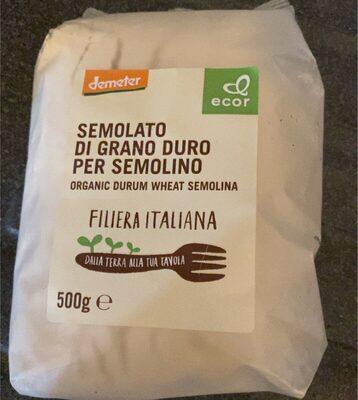 demeter
ecor
SEMOLATO
DI GRANO DURO
PER SEMOLINO
ORGANIC DURUM WHEAT SEMOLINA
FILIERA ITALIANA
DALLA TERRA ALLA TUA TAVOLA
500g ℮